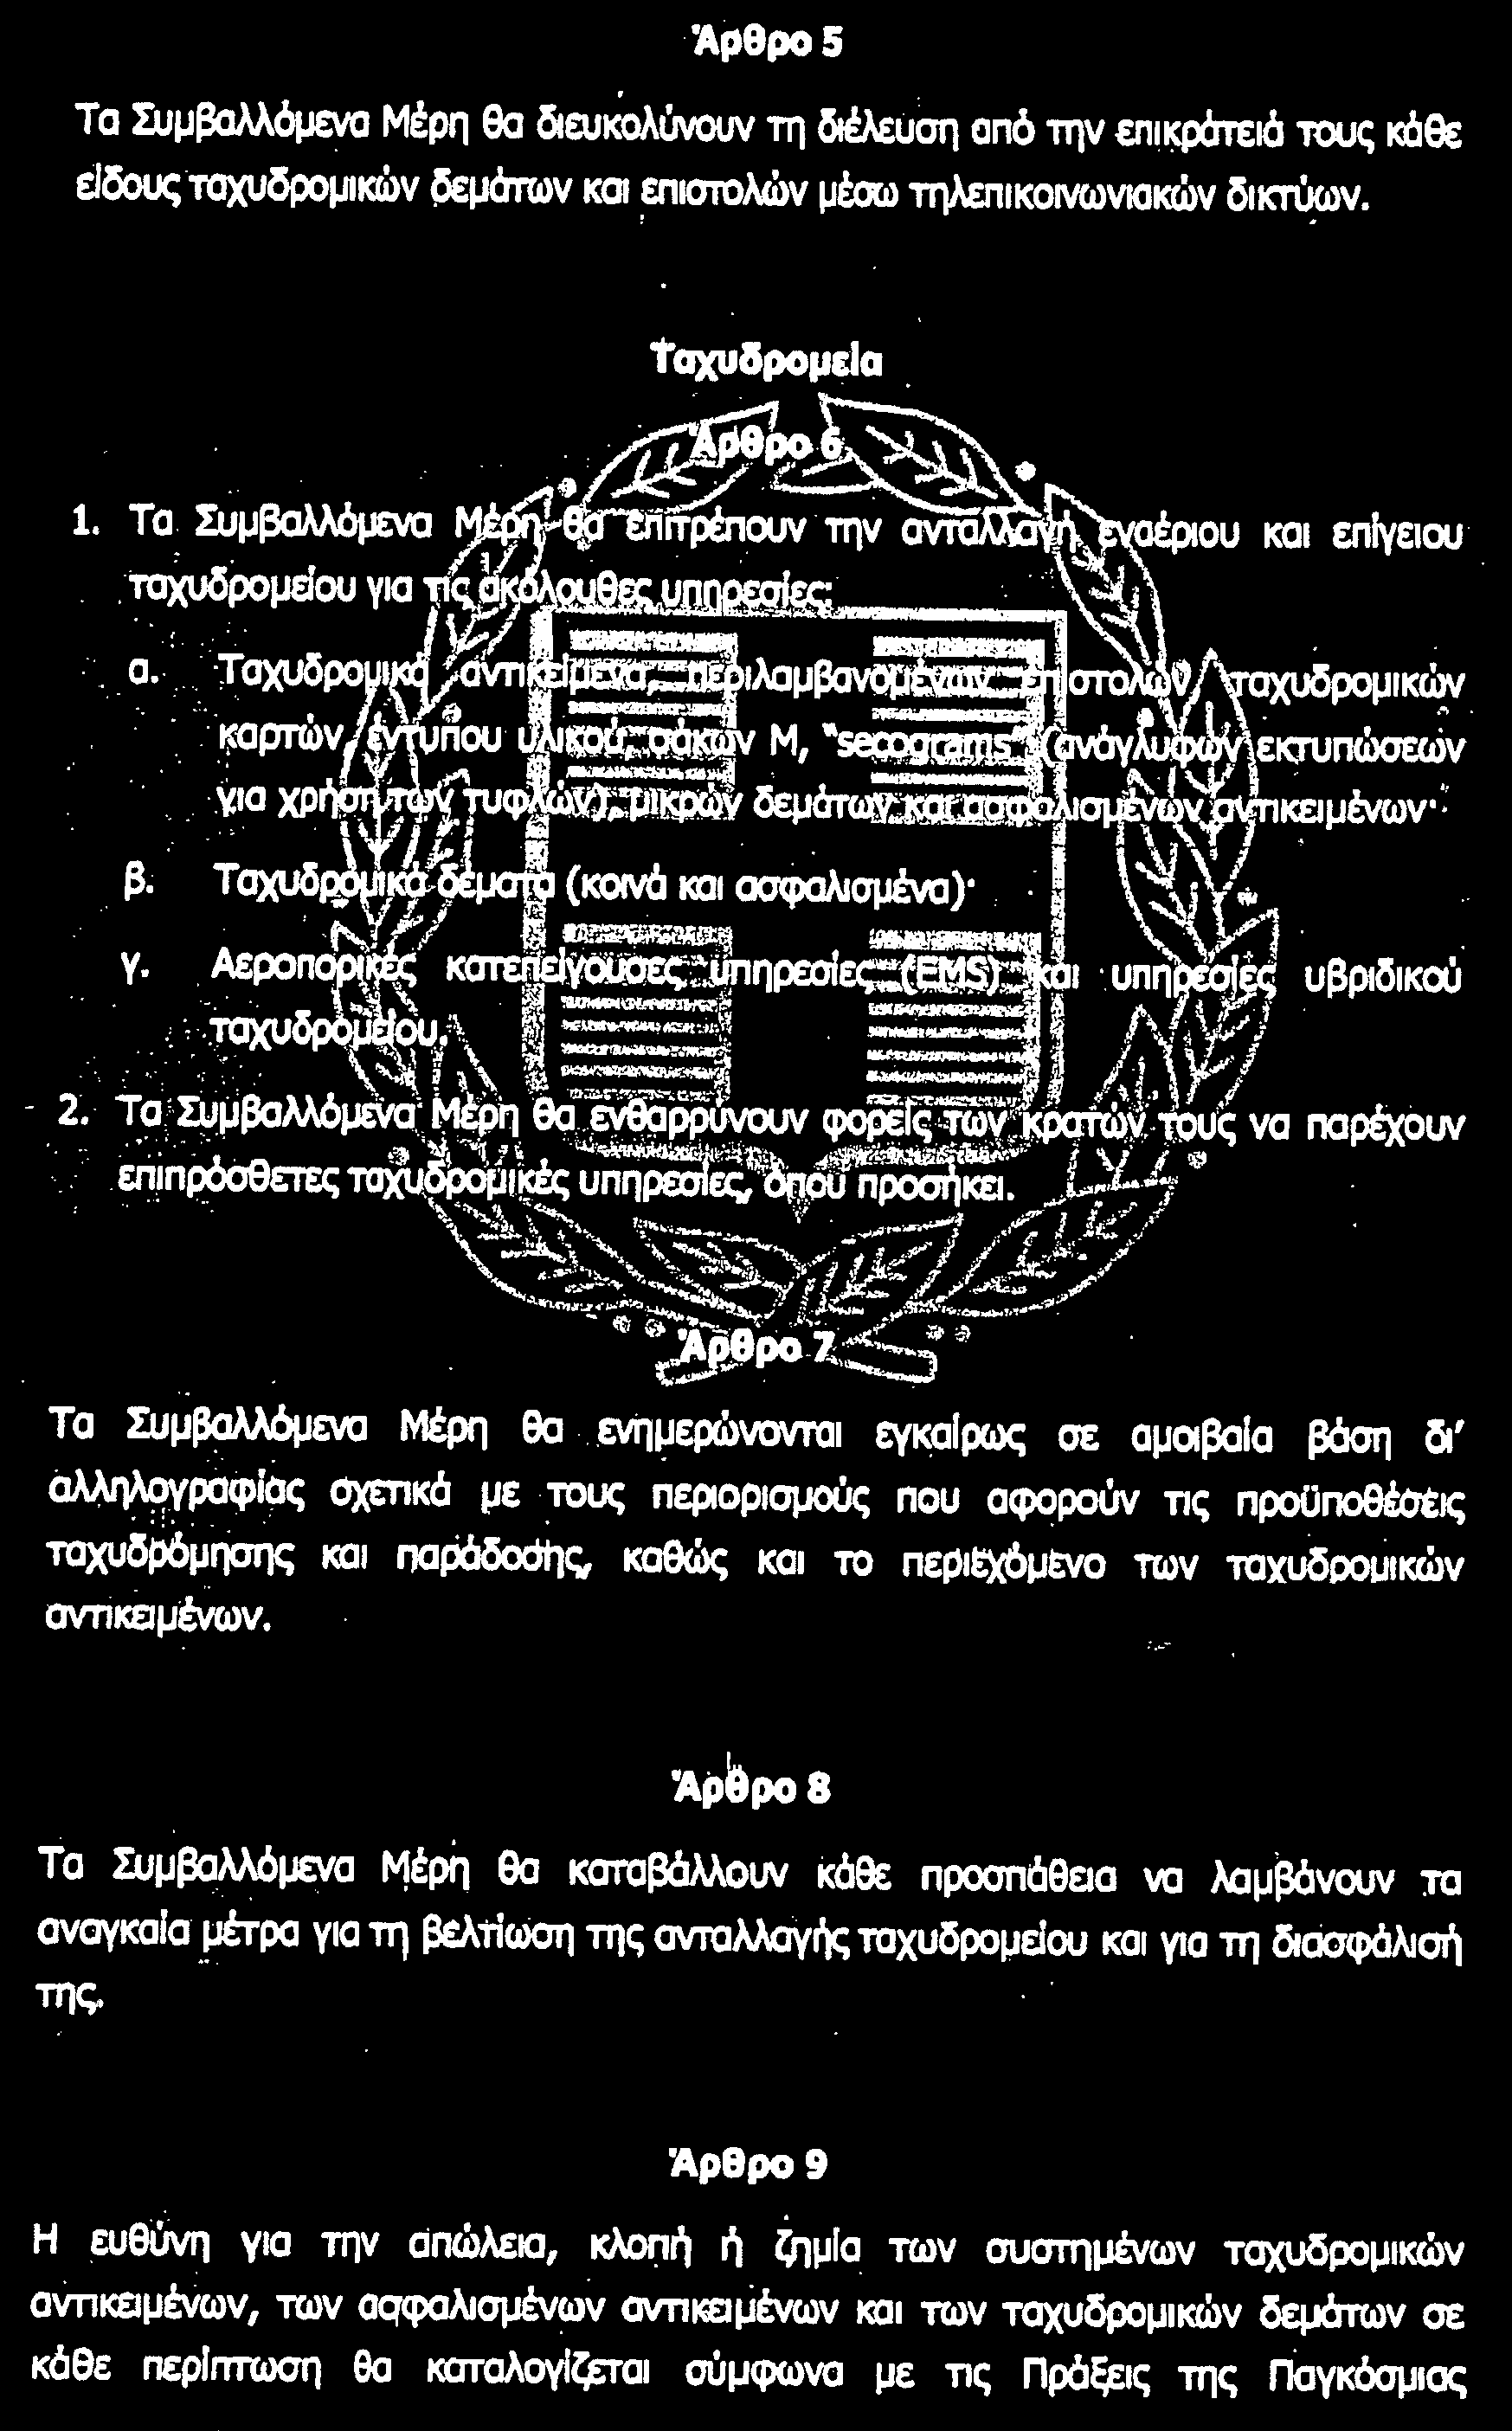 Άρθρο 5
Τα Συμβαλλόμενα Μέρη θα διευκολύνουν τη διέλευση από την επικράτειά τους κάθε
είδους ταχυδρομικών δεμάτων και επιστολών μέσω τηλεπικοινωνιακών δικτύων.
Ταχυδρομεία
Άρθρο 6
1. Τα Συμβαλλόμενα Μέρη θα επιτρέπουν την ανταλλαγή εναέριου και επίγειου
ταχυδρομείου για τις ακόλουθες υπηρεσίες:
α. Ταχυδρομικά αντικείμενα, περιλαμβανομένων επιστολών, ταχυδρομικών
καρτών, έντυπου υλικού, σάκων Μ, "secograms" (ανάγλυφων εκτυπώσεων
για χρήση των τυφλών), μικρών δεμάτων και ασφαλισμένων αντικειμένων·
β. Ταχυδρομικά δέματα (κοινά και ασφαλισμένα)·
γ. Αεροπορικές κατεπείγουσες υπηρεσίες (EMS) και υπηρεσίες υβριδικού
ταχυδρομείου.
2. Τα Συμβαλλόμενα Μέρη θα ενθαρρύνουν φορείς των κρατών τους να παρέχουν
επιπρόσθετες ταχυδρομικές υπηρεσίες, όπου προσήκει.
Άρθρο 7
Τα Συμβαλλόμενα Μέρη θα ενημερώνονται εγκαίρως σε αμοιβαία βάση δι'
αλληλογραφίας σχετικά με τους περιορισμούς που αφορούν τις προϋποθέσεις
ταχυδρόμησης και παράδοσης, καθώς και το περιεχόμενο των ταχυδρομικών
αντικειμένων.
Άρθρο 8
Τα Συμβαλλόμενα Μέρη θα καταβάλλουν κάθε προσπάθεια να λαμβάνουν τα
αναγκαία μέτρα για τη βελτίωση της ανταλλαγής ταχυδρομείου και για τη διασφάλισή
της.
Άρθρο 9
Η ευθύνη για την απώλεια, κλοπή ή ζημία των συστημένων ταχυδρομικών
αντικειμένων, των ασφαλισμένων αντικειμένων και των ταχυδρομικών δεμάτων σε
κάθε περίπτωση θα καταλογίζεται σύμφωνα με τις Πράξεις της Παγκόσμιας